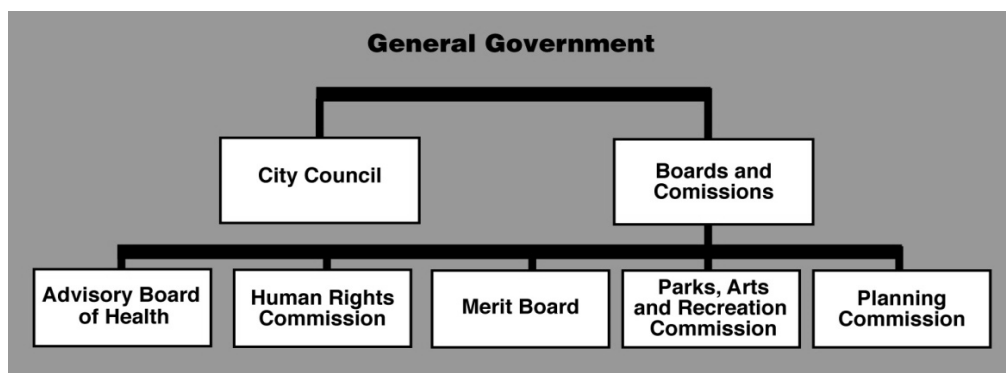 General Government
City Council
Boards and
Comissions
Advisory Board
of Health
Human Rights
Commission
Merit Board
Parks, Arts
and Recreation
Commission
Planning
Commission